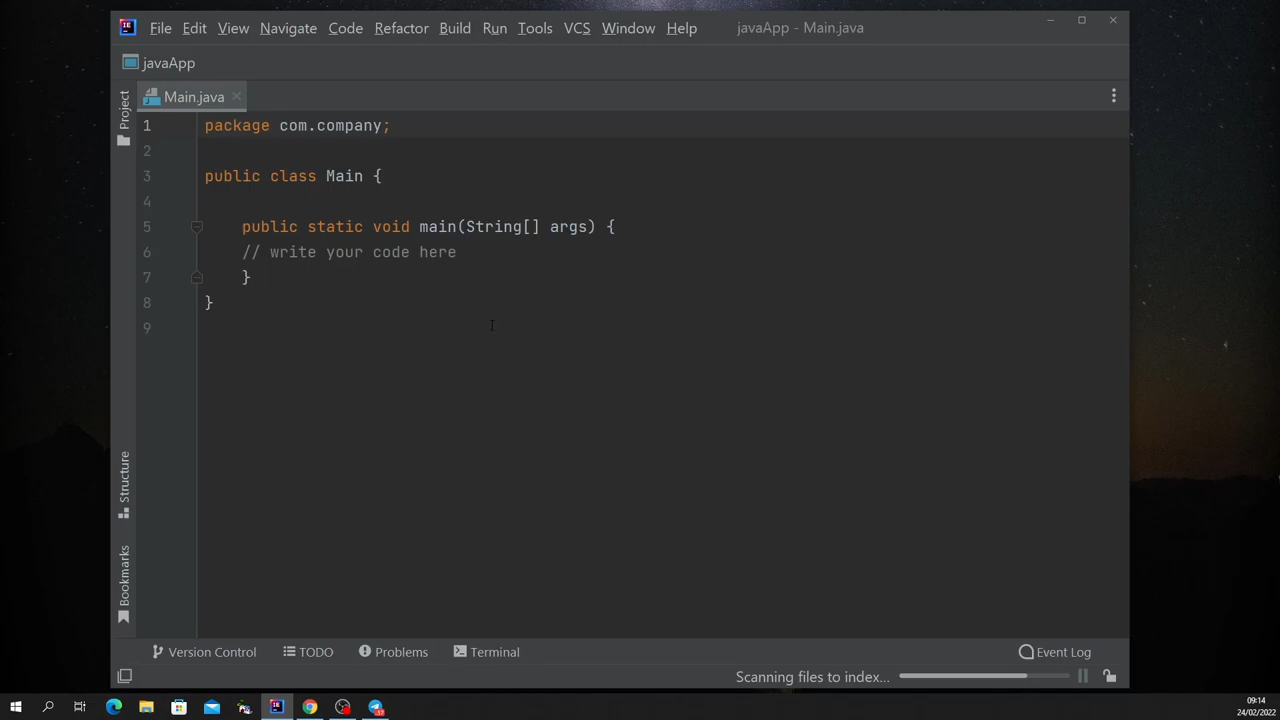 File Edit View Navigate Code Refactor Build Run Tools VCS Window Help javaApp - Main.java
javaApp
Main.java
Project
1 package com.company;
2
3 public class Main {
4
5 public static void main(String[] args) {
6 // write your code here
7 }
8 }
9
Structure
Bookmarks
Version Control TODO Problems Terminal Event Log
Scanning files to index...
09:14
24/02/2022